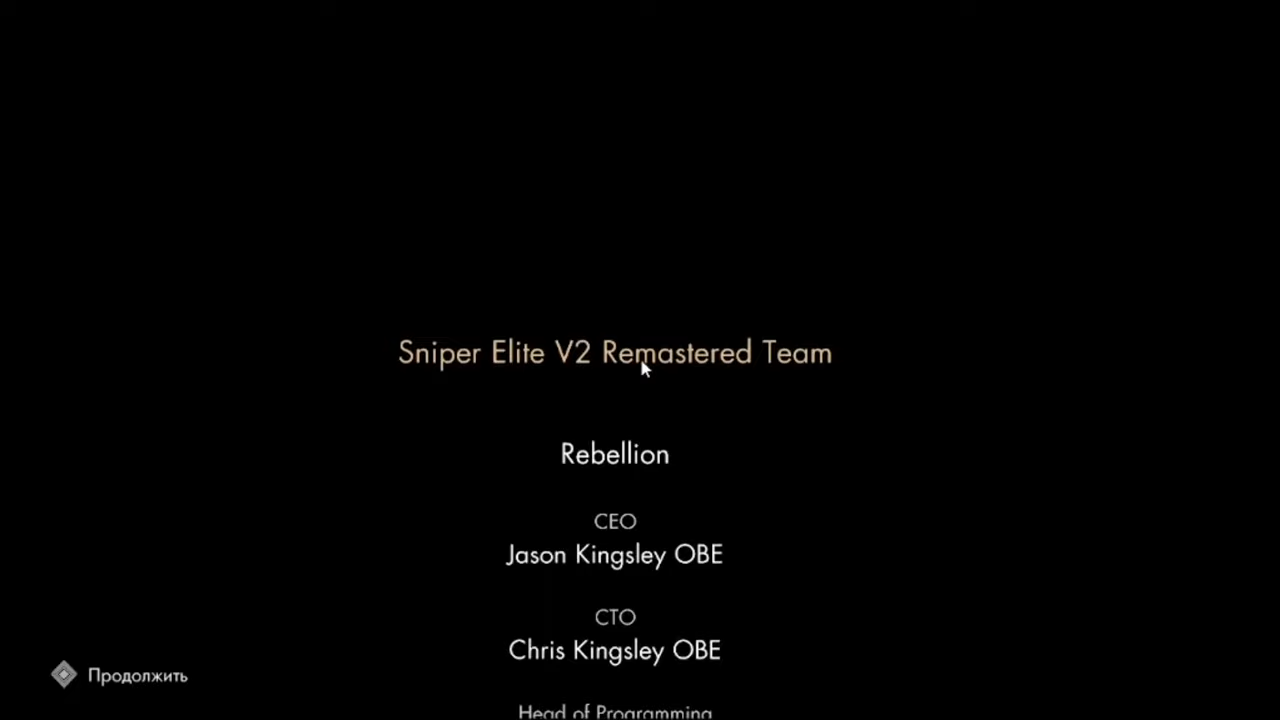 Sniper Elite V2 Remastered Team
Rebellion
CEO
Jason Kingsley OBE
CTO
Chris Kingsley OBE
Продолжить
Head of Programming